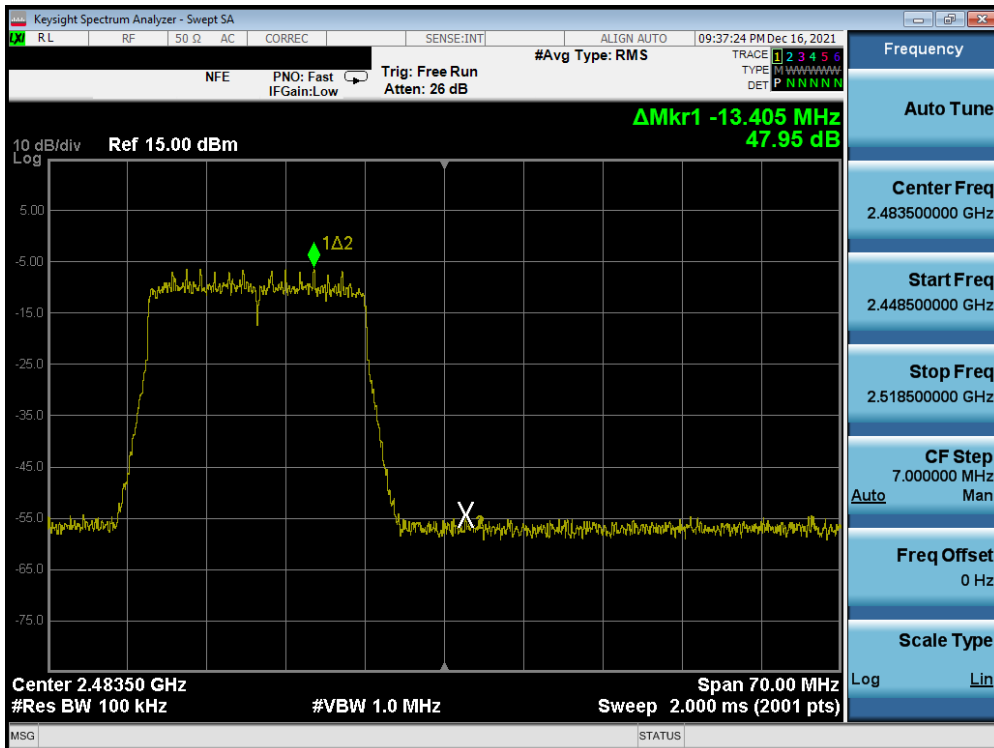 Keysight Spectrum Analyzer - Swept SA
LXI RL RF 50 Ω AC CORREC SENSE:INT ALIGN AUTO 09:37:24 PM Dec 16, 2021
NFE PNO: Fast Trig: Free Run #Avg Type: RMS TRACE 1 2 3 4 5 6
IFGain:Low Atten: 26 dB TYPE M WWWWW
DET P N N N N N
ΔMkr1 -13.405 MHz
47.95 dB
10 dB/div Ref 15.00 dBm
Log
5.00
1Δ2
-5.00
-15.0
-25.0
-35.0
-45.0
-55.0
X2
-65.0
-75.0
Center 2.48350 GHz Span 70.00 MHz
#Res BW 100 kHz #VBW 1.0 MHz Sweep 2.000 ms (2001 pts)
MSG STATUS
Frequency
Auto Tune
Center Freq
2.483500000 GHz
Start Freq
2.448500000 GHz
Stop Freq
2.518500000 GHz
CF Step
7.000000 MHz
Auto Man
Freq Offset
0 Hz
Scale Type
Log Lin